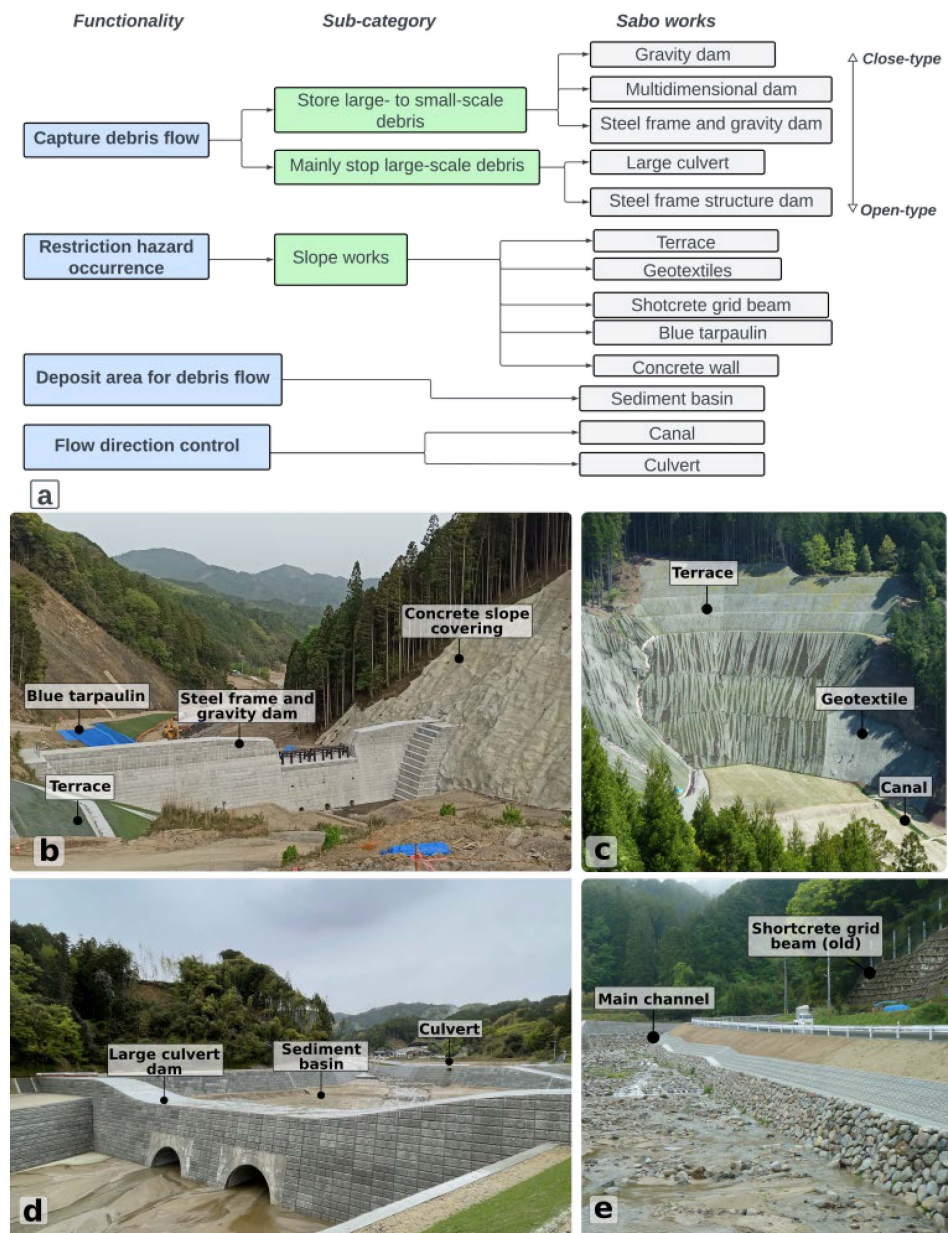 Functionality
Sub-category
Sabo works
Gravity dam
Close-type
Multidimensional dam
Store large- to small-scale
debris
Steel frame and gravity dam
Capture debris flow
Mainly stop large-scale debris
Large culvert
Steel frame structure dam
Open-type
Restriction hazard
occurrence
Slope works
Terrace
Geotextiles
Shotcrete grid beam
Blue tarpaulin
Concrete wall
Deposit area for debris flow
Sediment basin
Flow direction control
Canal
Culvert
a
Concrete slope
covering
Blue tarpaulin
Steel frame and
gravity dam
Terrace
b
Terrace
Geotextile
Canal
c
Large culvert
dam
Sediment
basin
Culvert
d
Shortcrete grid
beam (old)
Main channel
e